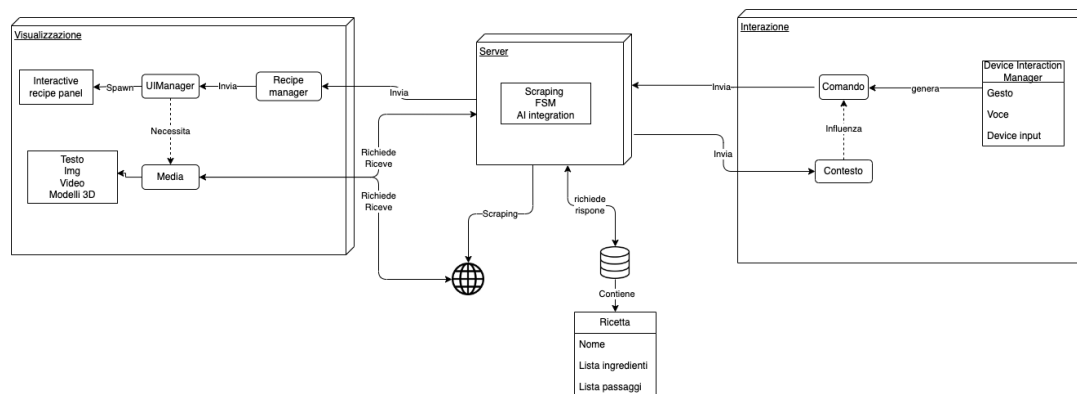 Visualizzazione
Interactive
recipe panel
Spawn
UIManager
Invia
Recipe
manager
Invia
Necessita
Testo
Img
Video
Modelli 3D
Media
Richiede
Riceve
Richiede
Riceve
Server
Scraping
FSM
AI integration
Scraping
richiede
rispone
Contiene
Ricetta
Nome
Lista ingredienti
Lista passaggi
Interazione
Invia
Comando
genera
Device Interaction
Manager
Gesto
Voce
Device input
Influenza
Invia
Contesto